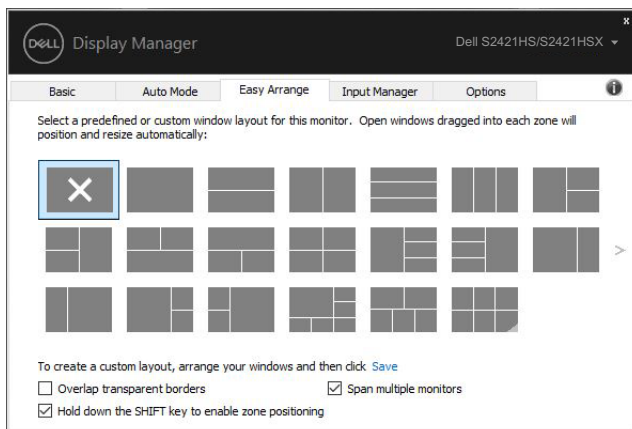 x
DELL Display Manager Dell S2421HS/S2421HSX
Basic Auto Mode Easy Arrange Input Manager Options i
Select a predefined or custom window layout for this monitor. Open windows dragged into each zone will
position and resize automatically:
>
To create a custom layout, arrange your windows and then click Save
Overlap transparent borders Span multiple monitors
Hold down the SHIFT key to enable zone positioning